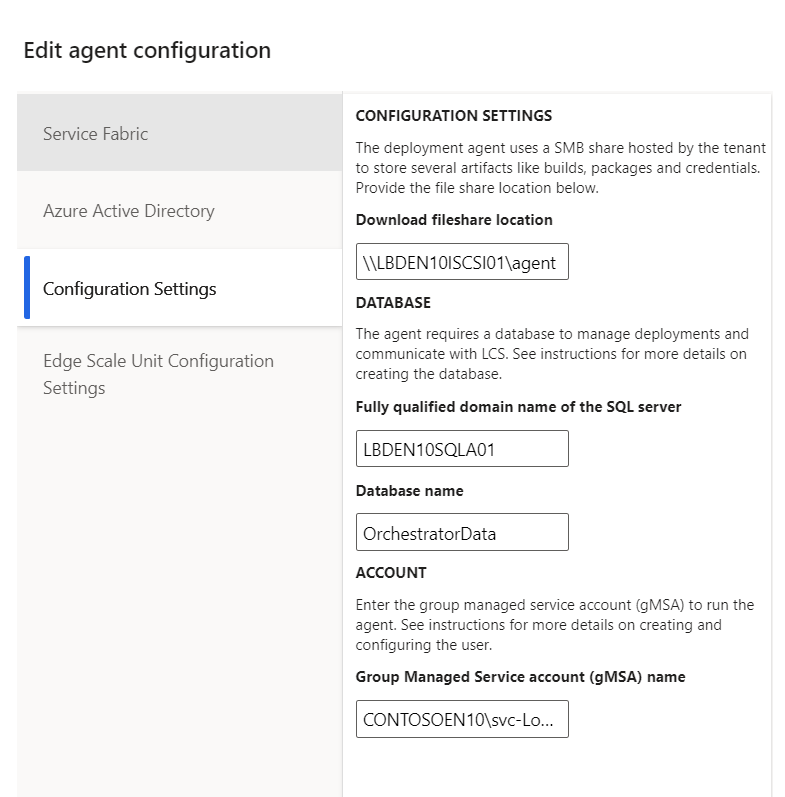 Edit agent configuration
Service Fabric
Azure Active Directory
Configuration Settings
Edge Scale Unit Configuration
Settings
CONFIGURATION SETTINGS
The deployment agent uses a SMB share hosted by the tenant
to store several artifacts like builds, packages and credentials.
Provide the file share location below.
Download fileshare location
\\LBDEN10ISCSI01\agent
DATABASE
The agent requires a database to manage deployments and
communicate with LCS. See instructions for more details on
creating the database.
Fully qualified domain name of the SQL server
LBDEN10SQLA01
Database name
OrchestratorData
ACCOUNT
Enter the group managed service account (gMSA) to run the
agent. See instructions for more details on creating and
configuring the user.
Group Managed Service account (gMSA) name
CONTOSOEN10\svc-Lo...